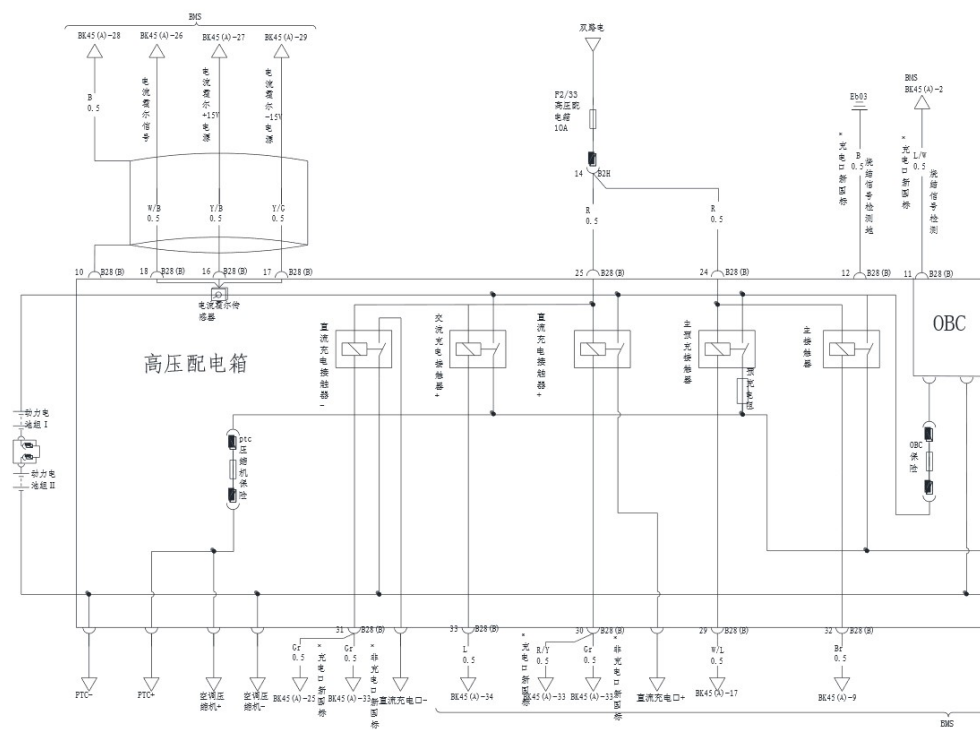 BMS
BK45(A)-28
BK45(A)-26
BK45(A)-27
BK45(A)-29
双路电
B
0.5
电流霍尔信号
电流霍尔+15V电源
电流霍尔-15V电源
F2/33
高压配
电箱
10A
Eb03
BMS
BK45(A)-2
*充电口新国标
B
0.5
烧结信号检测地
*充电口新国标
L/W
0.5
烧结信号检测
14
B2H
W/B
0.5
Y/B
0.5
Y/G
0.5
R
0.5
R
0.5
10
B28(B)
18
B28(B)
16
B28(B)
17
B28(B)
25
B28(B)
24
B28(B)
12
B28(B)
11
B28(B)
电流霍尔传
感器
直流充电接触器-
交流充电接触器+
直流充电接触器+
主预充接触器
主接触器
OBC
高压配电箱
预充电阻
动力电
池组I
动力电
池组II
ptc压缩机保险
OBC保险
31
B28(B)
33
B28(B)
30
B28(B)
29
B28(B)
32
B28(B)
Gr
0.5
*充电口新国标
Gr
0.5
*非充电口新国标
L
0.5
*充电口新国标
R/Y
0.5
Gr
0.5
*非充电口新国标
W/L
0.5
Br
0.5
PTC-
PTC+
空调压
缩机+
空调压
缩机-
BK45(A)-25
BK45(A)-33
直流充电口-
BK45(A)-34
BK45(A)-33
BK45(A)-33
直流充电口+
BK45(A)-17
BK45(A)-9
BMS